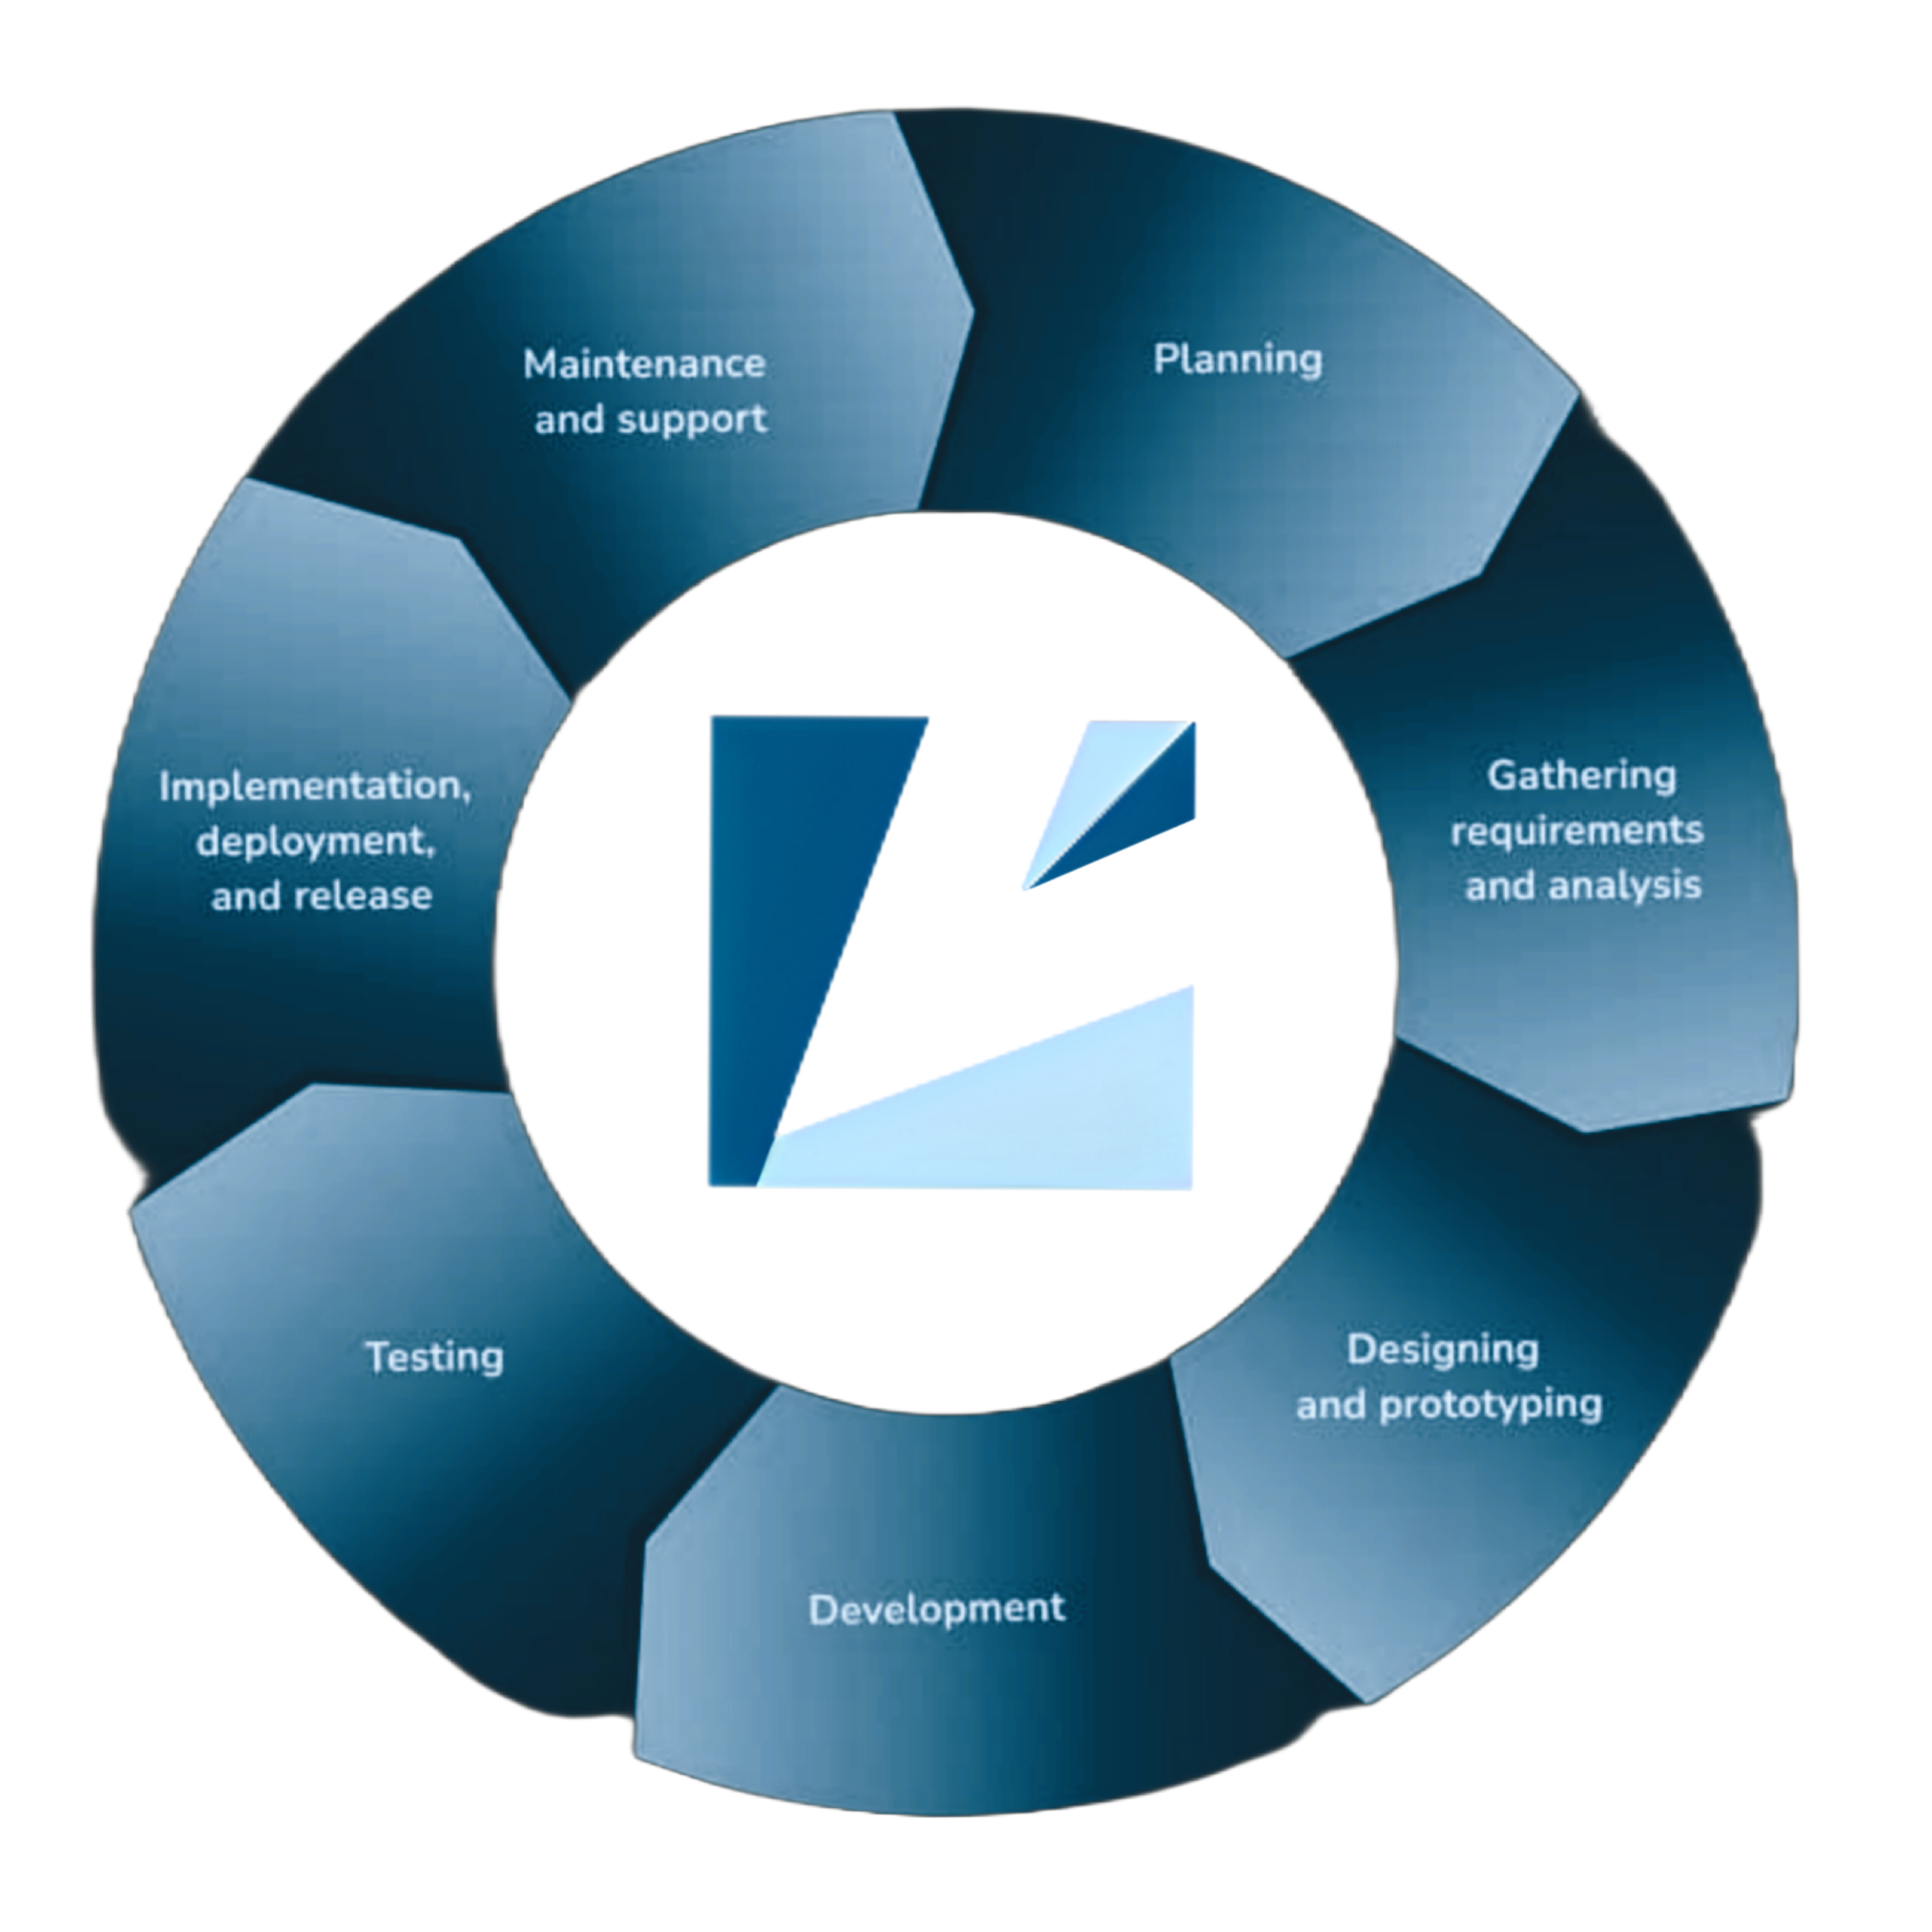 Planning
Gathering
requirements
and analysis
Designing
and prototyping
Development
Testing
Implementation,
deployment,
and release
Maintenance
and support